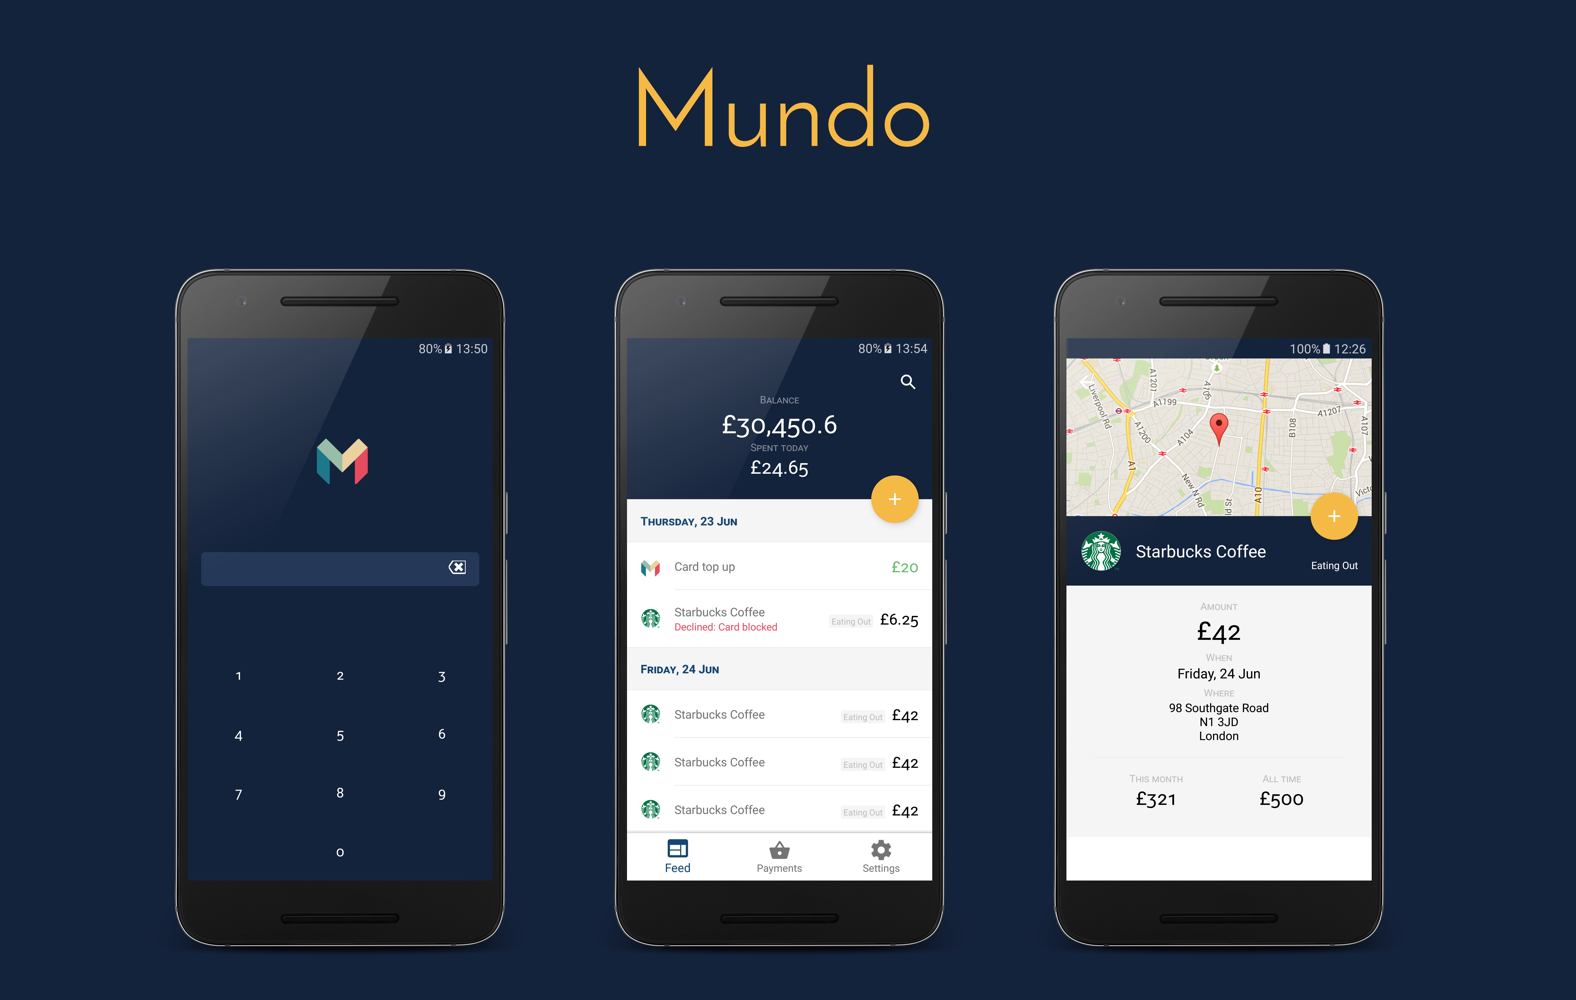 Mundo
80% 13:50
1 2 3
4 5 6
7 8 9
0
80% 13:54
Balance
£30,450.6
Spent today
£24.65
+
Thursday, 23 Jun
Card top up £20
Starbucks Coffee Eating Out £6.25
Declined: Card blocked
Friday, 24 Jun
Starbucks Coffee Eating Out £42
Starbucks Coffee Eating Out £42
Starbucks Coffee Eating Out £42
Feed Payments Settings
100% 12:26
A1201
A105
Liverpool Rd
A1199
A1207
A107
A1200
A104
B108
A1
New N Rd
A10
+
Starbucks Coffee
Eating Out
Amount
£42
When
Friday, 24 Jun
Where
98 Southgate Road
N1 3JD
London
This month All time
£321 £500